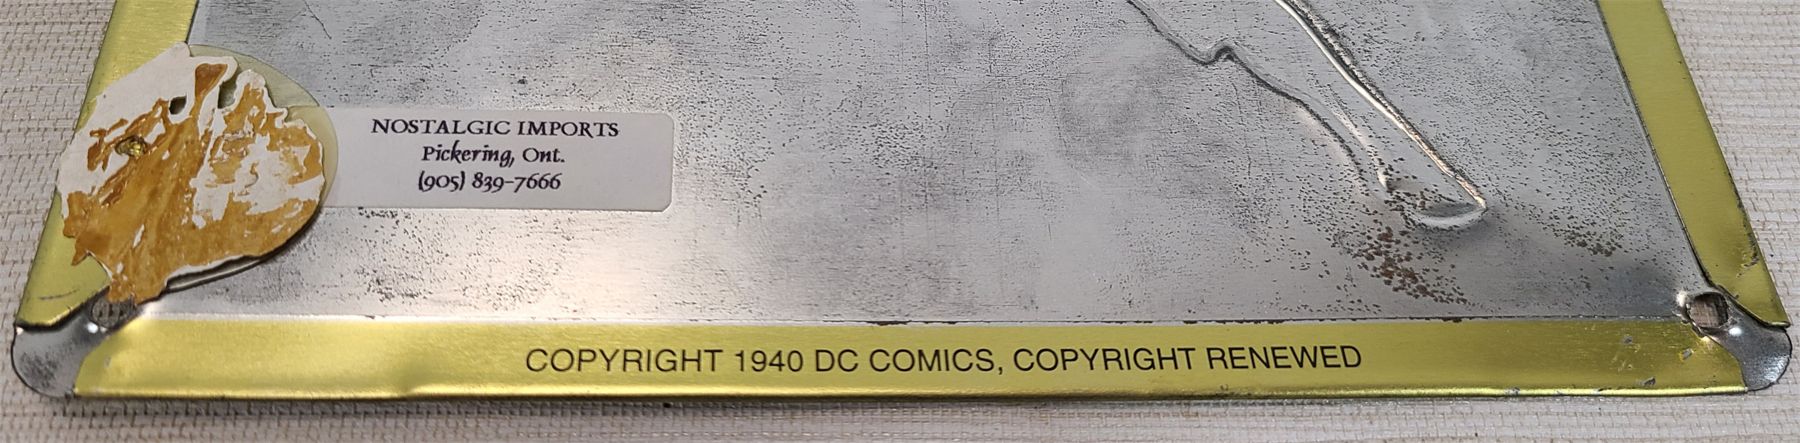 NOSTALGIC IMPORTS
Pickering, Ont.
(905) 839-7666
COPYRIGHT 1940 DC COMICS, COPYRIGHT RENEWED